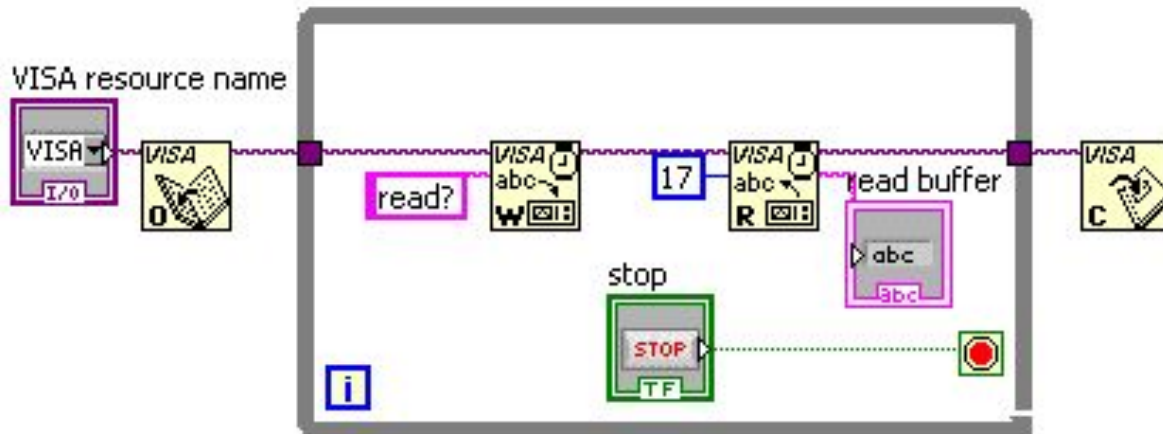 VISA resource name
VISA
I/O
VISA
O
read?
VISA
abc
W
17
VISA
abc
R
read buffer
abc
abc
stop
STOP
TF
i
VISA
C